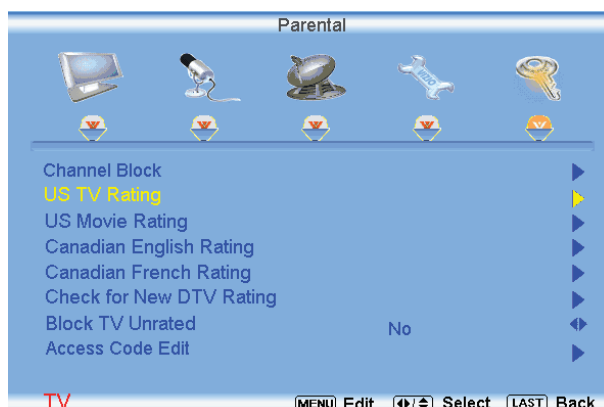 Parental
Channel Block
US TV Rating
US Movie Rating
Canadian English Rating
Canadian French Rating
Check for New DTV Rating
Block TV Unrated No
Access Code Edit
TV MENU Edit Select LAST Back